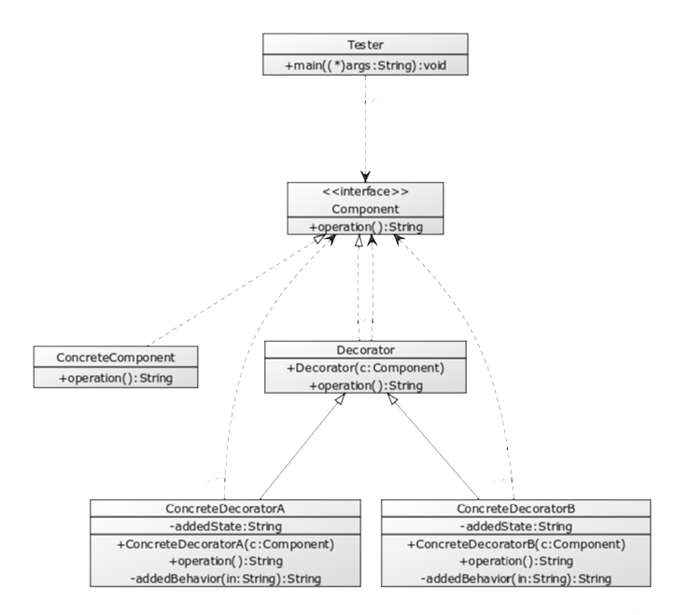 Tester
+main((*)args:String):void
<<interface>>
Component
+operation():String
ConcreteComponent
+operation():String
Decorator
+Decorator(c:Component)
+operation():String
ConcreteDecoratorA
-addedState:String
+ConcreteDecoratorA(c:Component)
+operation():String
-addedBehavior(in:String):String
ConcreteDecoratorB
-addedState:String
+ConcreteDecoratorB(c:Component)
+operation():String
-addedBehavior(in:String):String